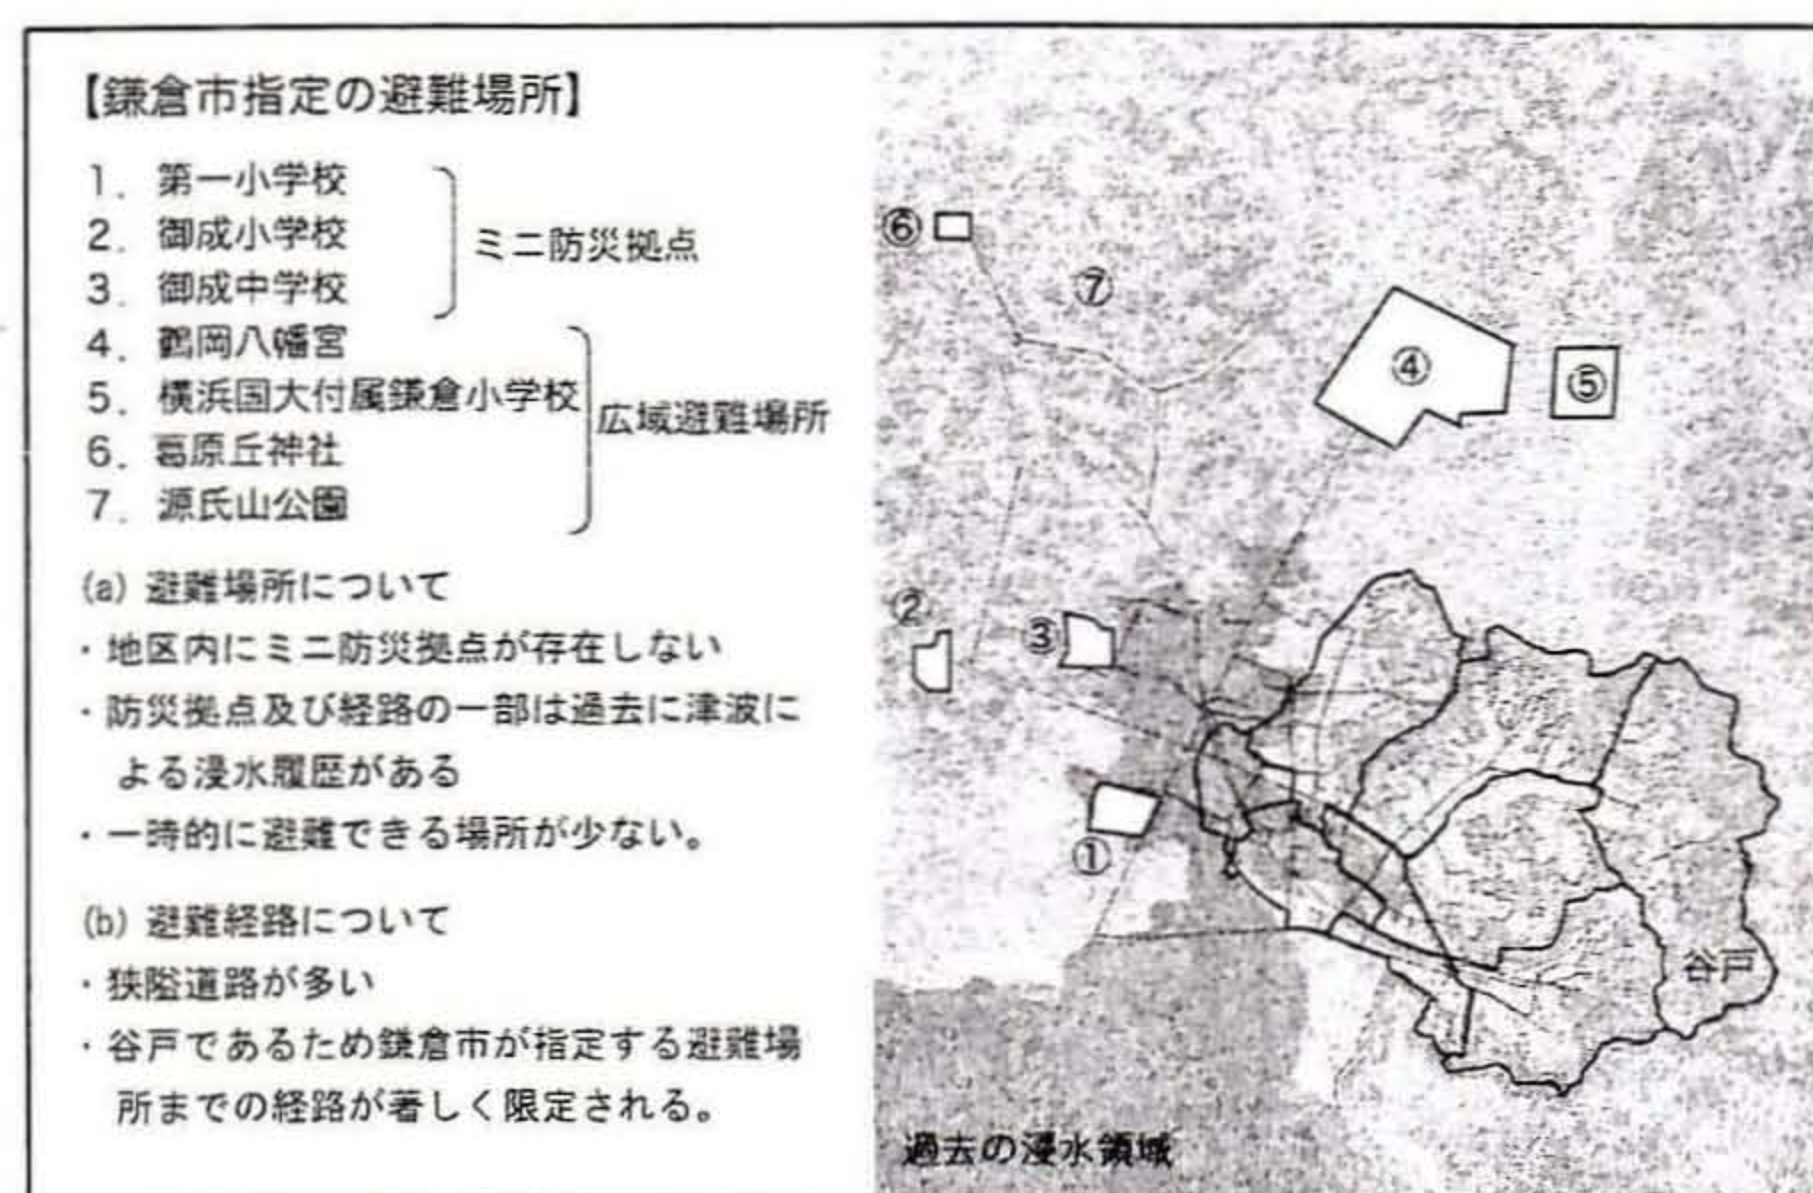 【鎌倉市指定の避難場所】
1. 第一小学校
2. 御成小学校
3. 御成中学校
ミニ防災拠点
4. 鶴岡八幡宮
5. 横浜国大付属鎌倉小学校
6. 葛原丘神社
7. 源氏山公園
広域避難場所
(a) 避難場所について
・地区内にミニ防災拠点が存在しない
・防災拠点及び経路の一部は過去に津波に
よる浸水履歴がある
・一時的に避難できる場所が少ない。
(b) 避難経路について
・狭隘道路が多い
・谷戸であるため鎌倉市が指定する避難場
所までの経路が著しく限定される。
⑥
⑦
④
⑤
②
③
①
谷戸
過去の浸水領域